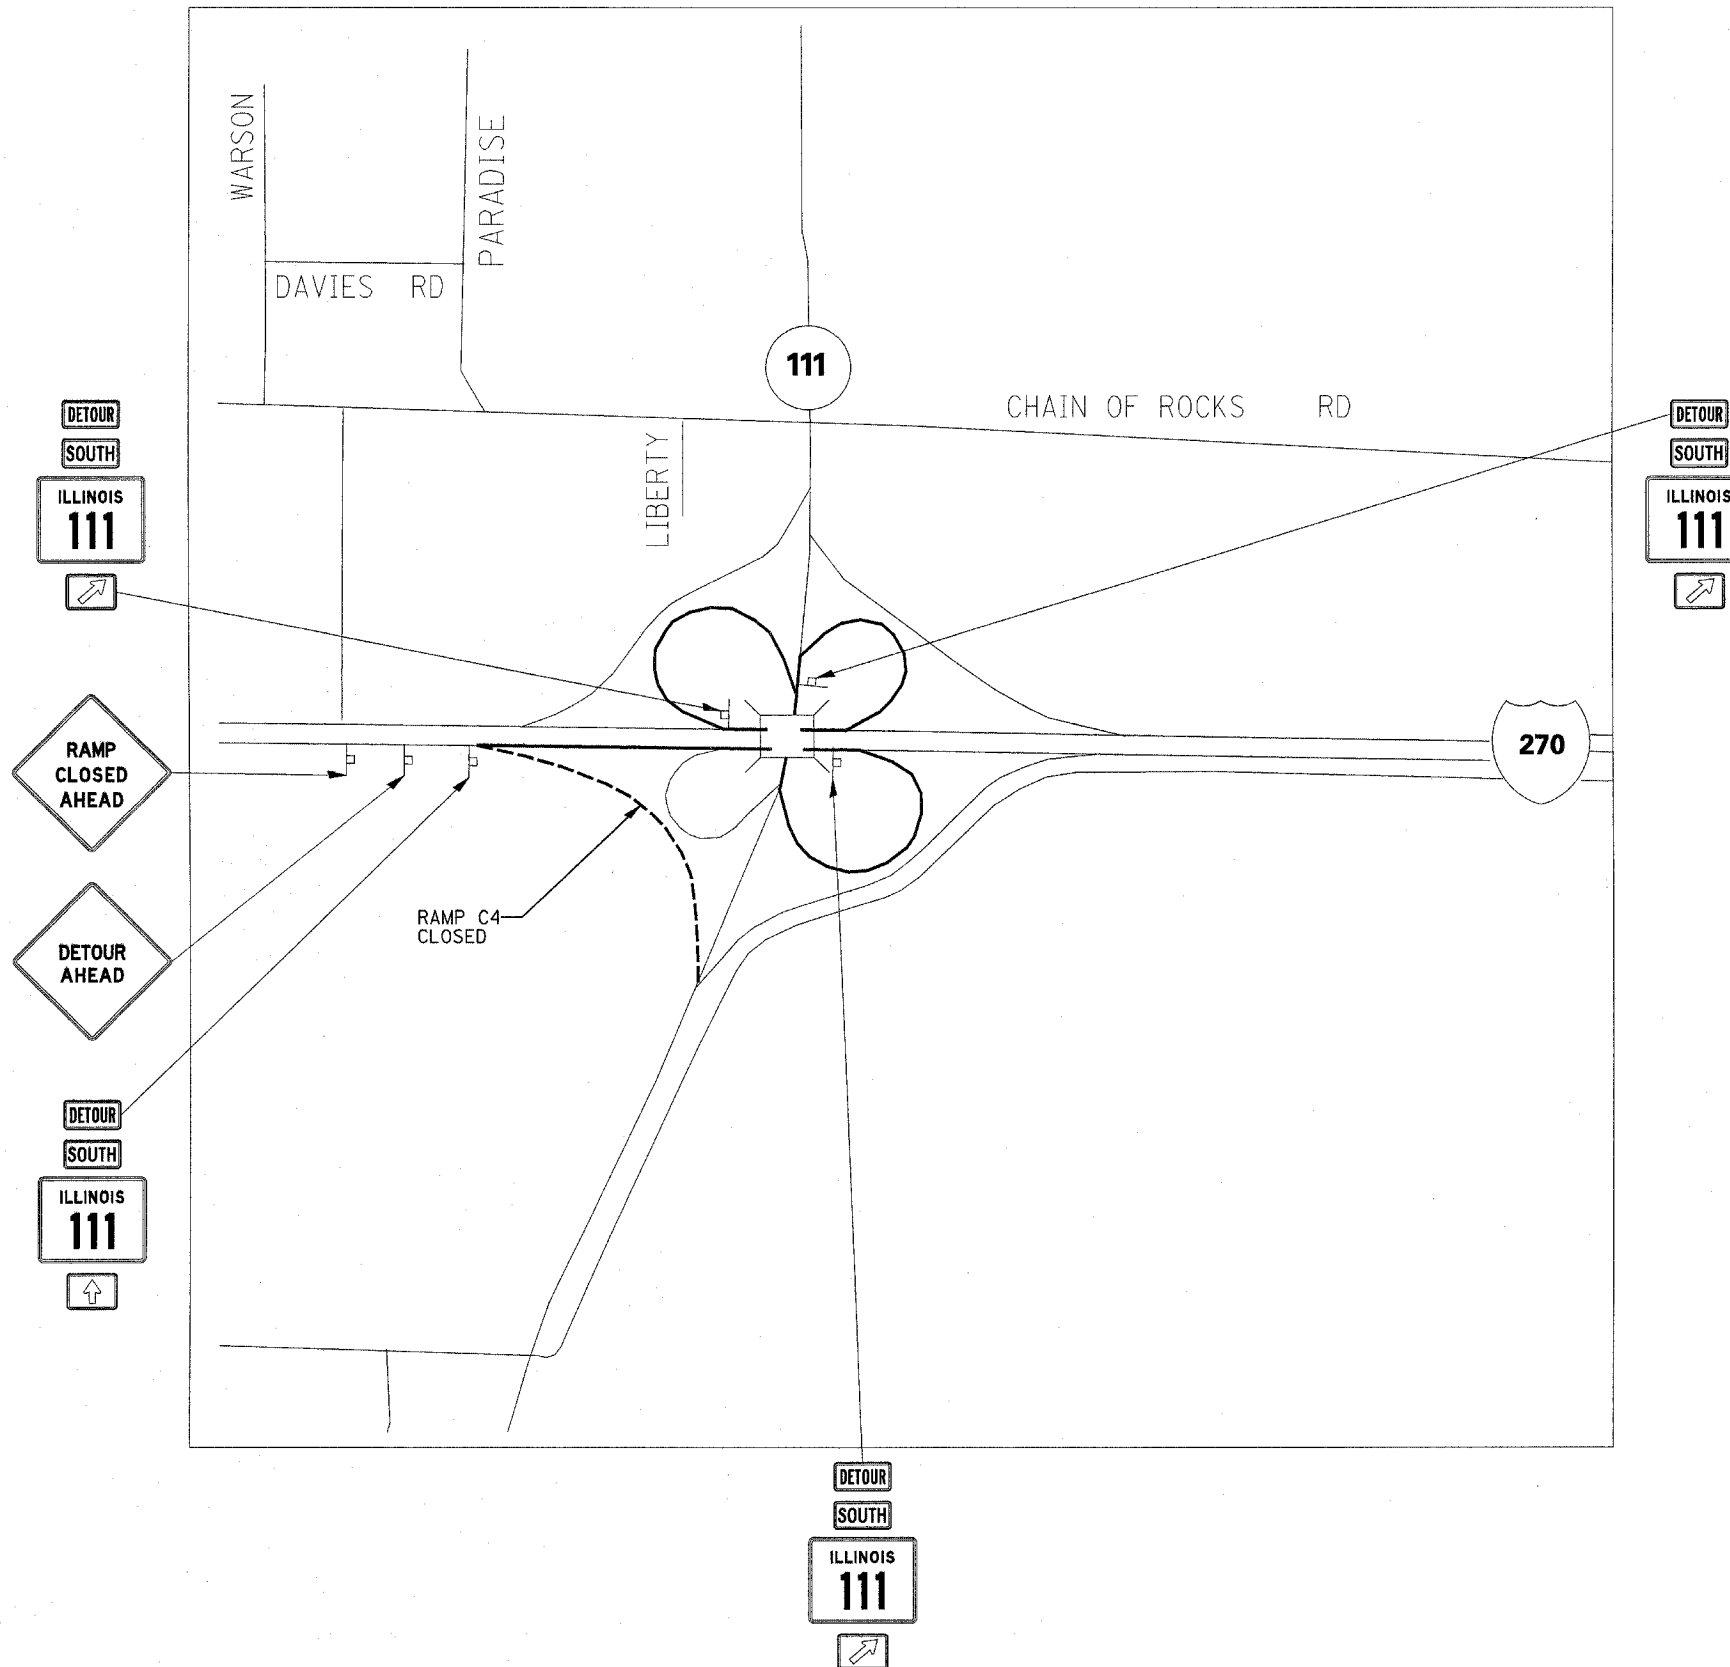 WARSON
PARADISE
DAVIES RD
111
CHAIN OF ROCKS RD
LIBERTY
DETOUR
SOUTH
ILLINOIS
111
DETOUR
SOUTH
ILLINOIS
111
RAMP
CLOSED
AHEAD
270
RAMP C4
CLOSED
DETOUR
AHEAD
DETOUR
SOUTH
ILLINOIS
111
DETOUR
SOUTH
ILLINOIS
111